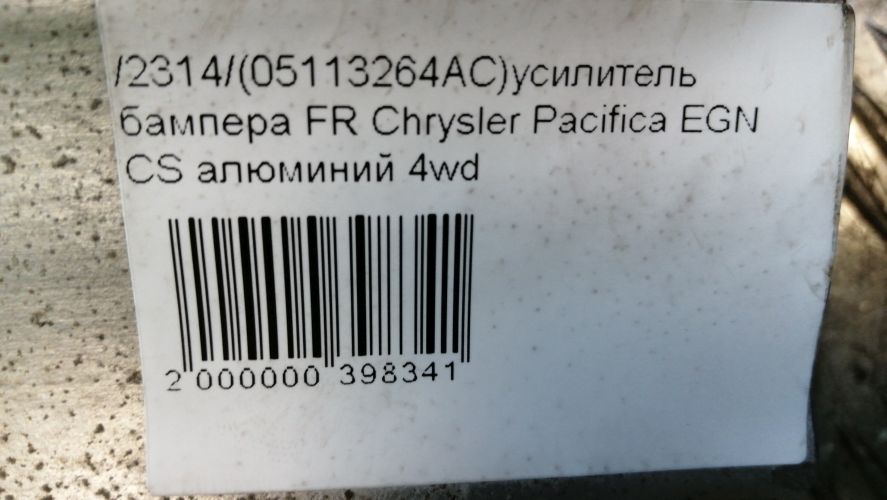 /2314/(05113264AC)усилитель
бампера FR Chrysler Pacifica EGN
CS алюминий 4wd
2 000000 398341